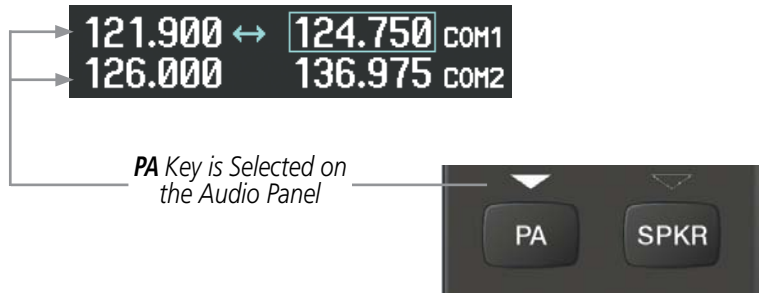 121.900 ↔ 124.750 COM1
126.000 136.975 COM2
PA Key is Selected on
the Audio Panel
PA SPKR